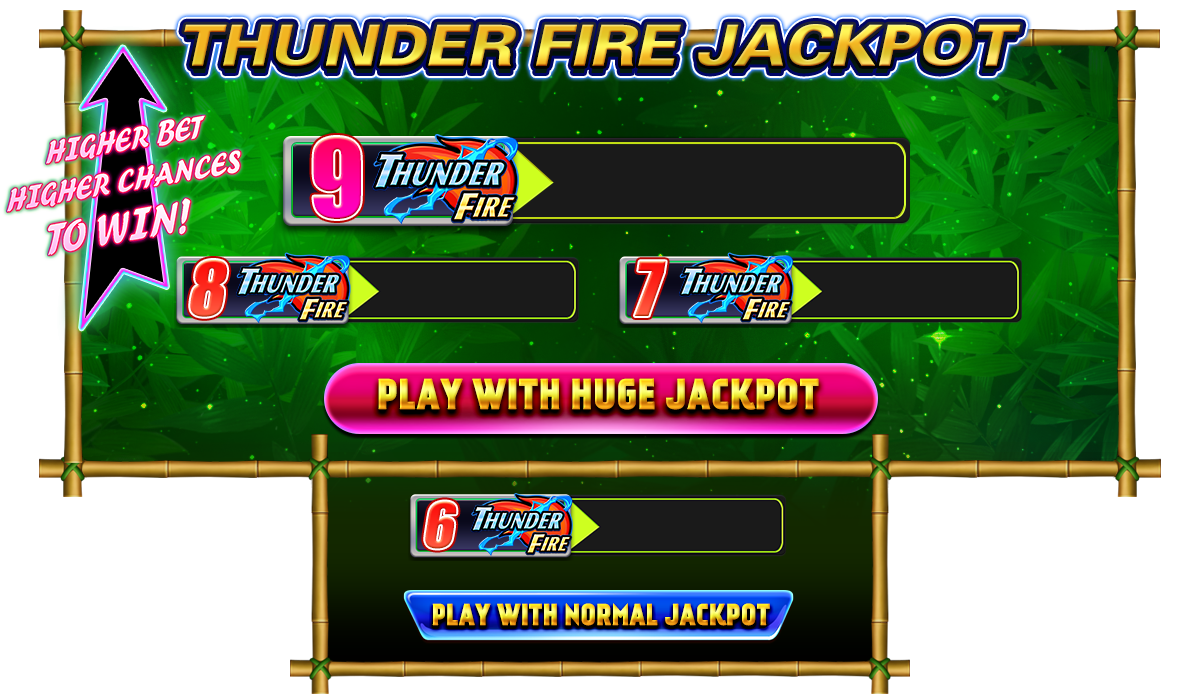 THUNDER FIRE JACKPOT
HIGHER BET
HIGHER CHANCES
TO WIN!
9 THUNDER
FIRE
8 THUNDER
FIRE
7 THUNDER
FIRE
PLAY WITH HUGE JACKPOT
6 THUNDER
FIRE
PLAY WITH NORMAL JACKPOT